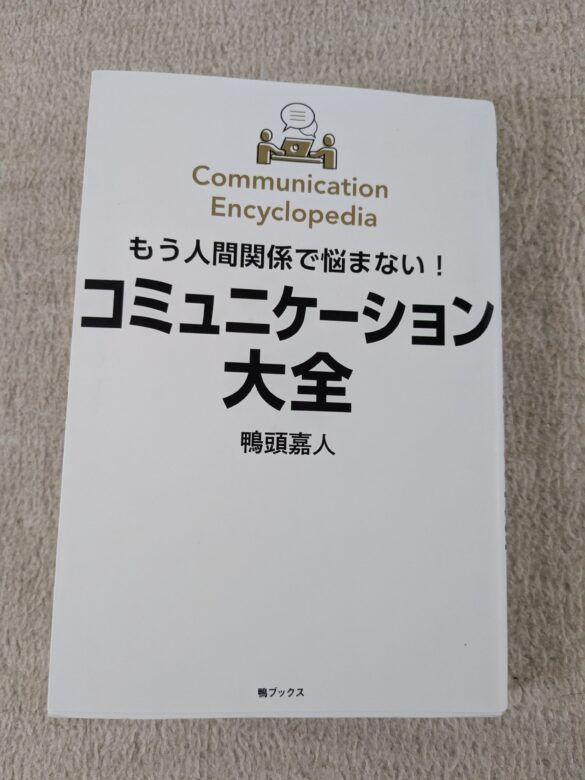 Communication
Encyclopedia
もう人間関係で悩まない！
コミュニケーション
大全
鴨頭嘉人
鴨ブックス